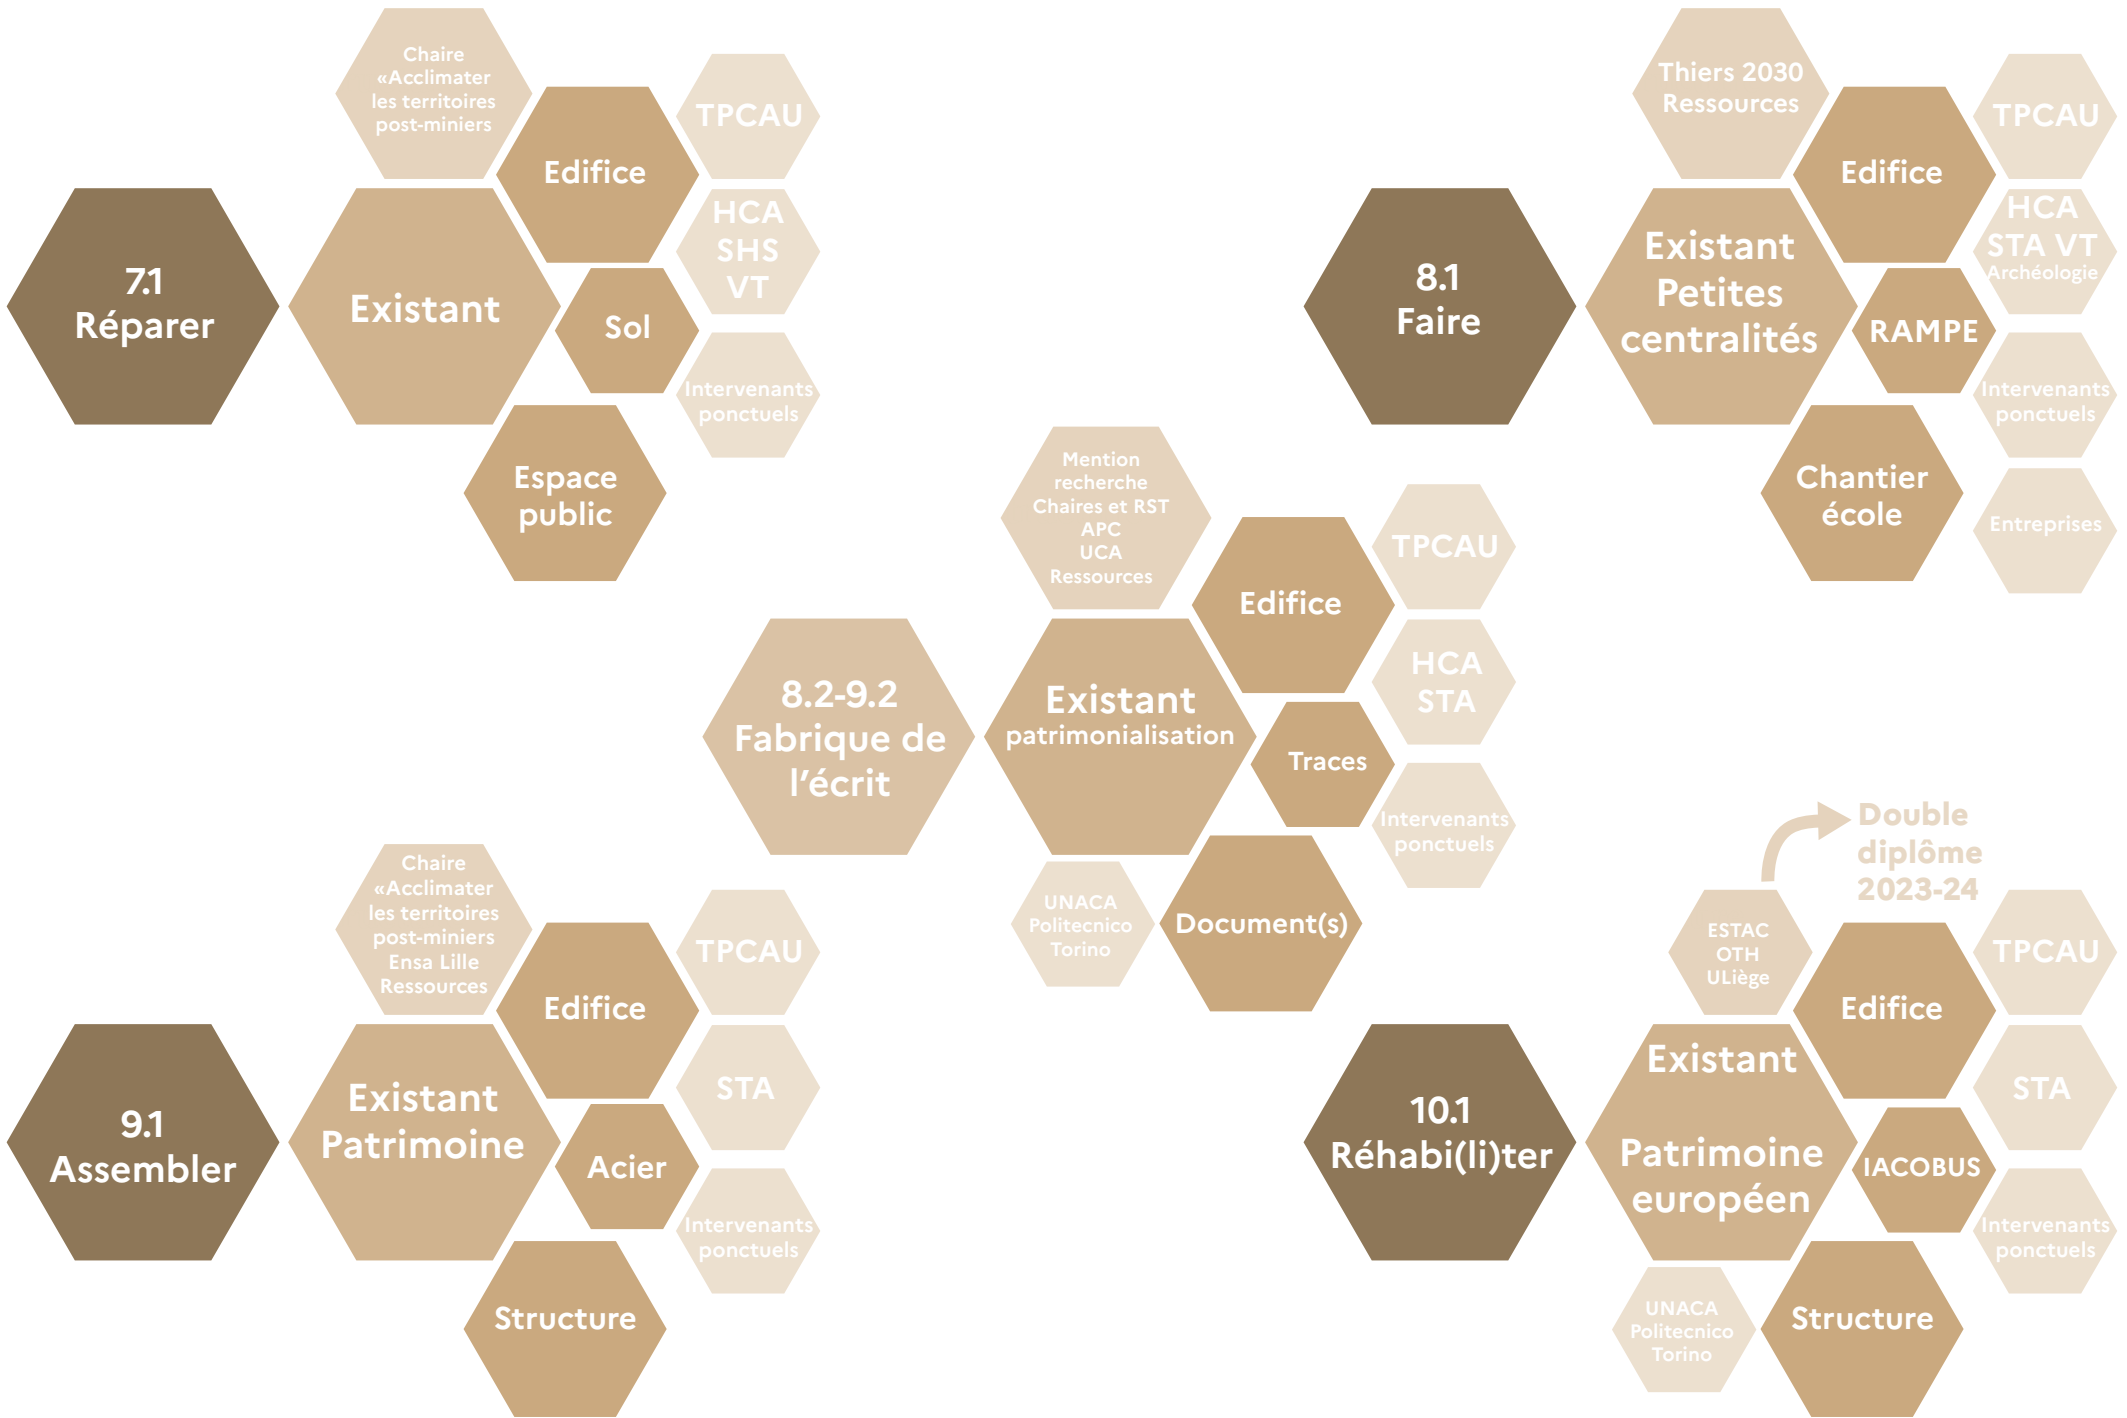 Chaire
«Acclimater
les territoires
post-miniers
Edifice
TPCAU
HCA
SHS
VT
7.1
Réparer
Existant
Sol
Intervenants
ponctuels
Espace
public
Thiers 2030
Ressources
Edifice
TPCAU
HCA
STA VT
Archéologie
8.1
Faire
Existant
Petites
centralités
RAMPE
Intervenants
ponctuels
Chantier
école
Entreprises
Mention
recherche
Chaires et RST
APC
UCA
Ressources
Edifice
TPCAU
HCA
STA
8.2-9.2
Fabrique de
l’écrit
Existant
patrimonialisation
Traces
Intervenants
ponctuels
UNACA
Politecnico
Torino
Document(s)
Chaire
«Acclimater
les territoires
post-miniers
Ensa Lille
Ressources
Edifice
TPCAU
STA
9.1
Assembler
Existant
Patrimoine
Acier
Intervenants
ponctuels
Structure
Double
diplôme
2023-24
ESTAC
OTH
ULiège
Edifice
TPCAU
STA
10.1
Réhabi(li)ter
Existant
Patrimoine
européen
IACOBUS
Intervenants
ponctuels
UNACA
Politecnico
Torino
Structure